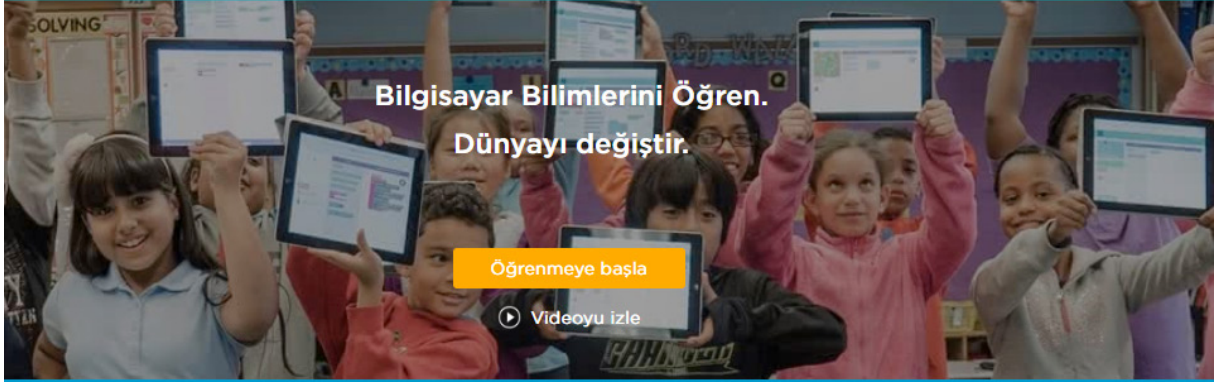 SOLVING
Bilgisayar Bilimlerini Öğren.
Dünyayı değiştir.
Öğrenmeye başla
Videoyu izle